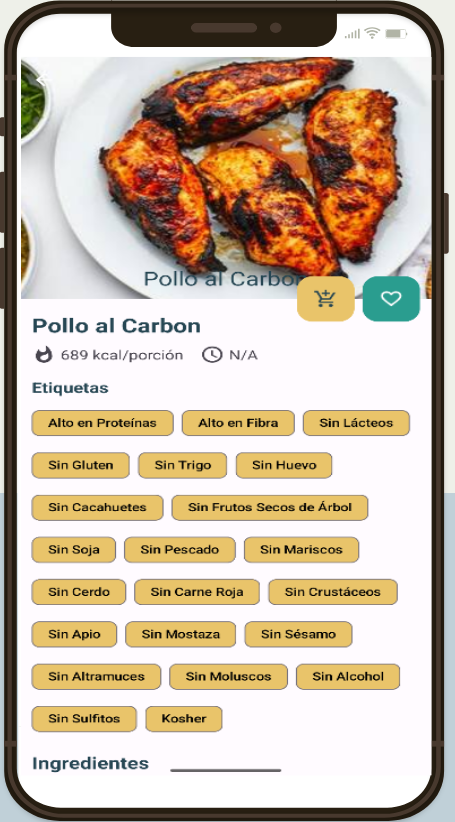 Pollo al Carbon
Pollo al Carbon
689 kcal/porción N/A
Etiquetas
Alto en Proteínas Alto en Fibra Sin Lácteos
Sin Gluten Sin Trigo Sin Huevo
Sin Cacahuetes Sin Frutos Secos de Árbol
Sin Soja Sin Pescado Sin Mariscos
Sin Cerdo Sin Carne Roja Sin Crustáceos
Sin Apio Sin Mostaza Sin Sésamo
Sin Altramuces Sin Moluscos Sin Alcohol
Sin Sulfitos Kosher
Ingredientes